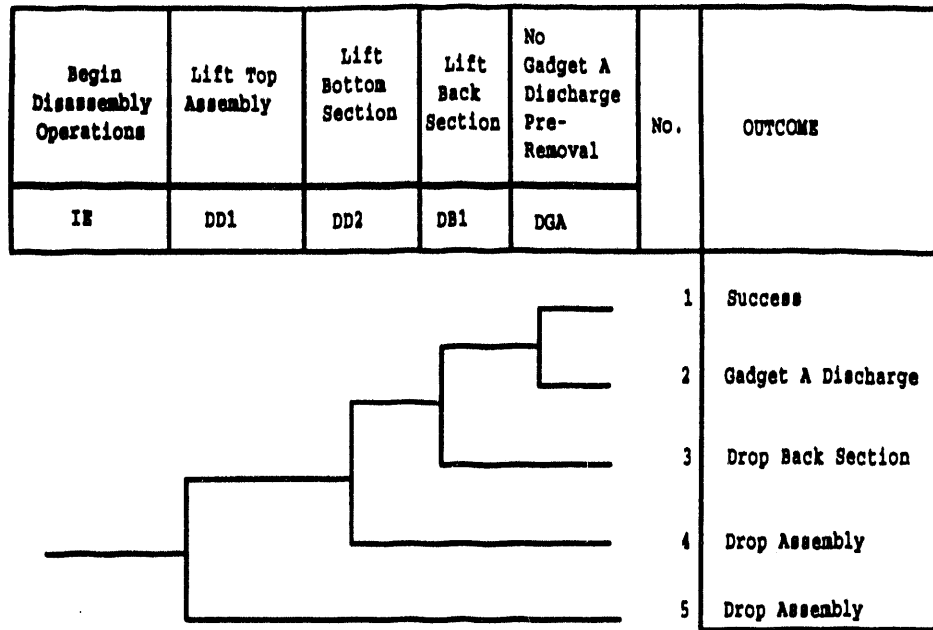 Begin
Disassembly
Operations
Lift Top
Assembly
Lift
Bottom
Section
Lift
Back
Section
No
Gadget A
Discharge
Pre-
Removal
No.
OUTCOME
IE
DD1
DD2
DB1
DGA
1 Success
2 Gadget A Discharge
3 Drop Back Section
4 Drop Assembly
5 Drop Assembly